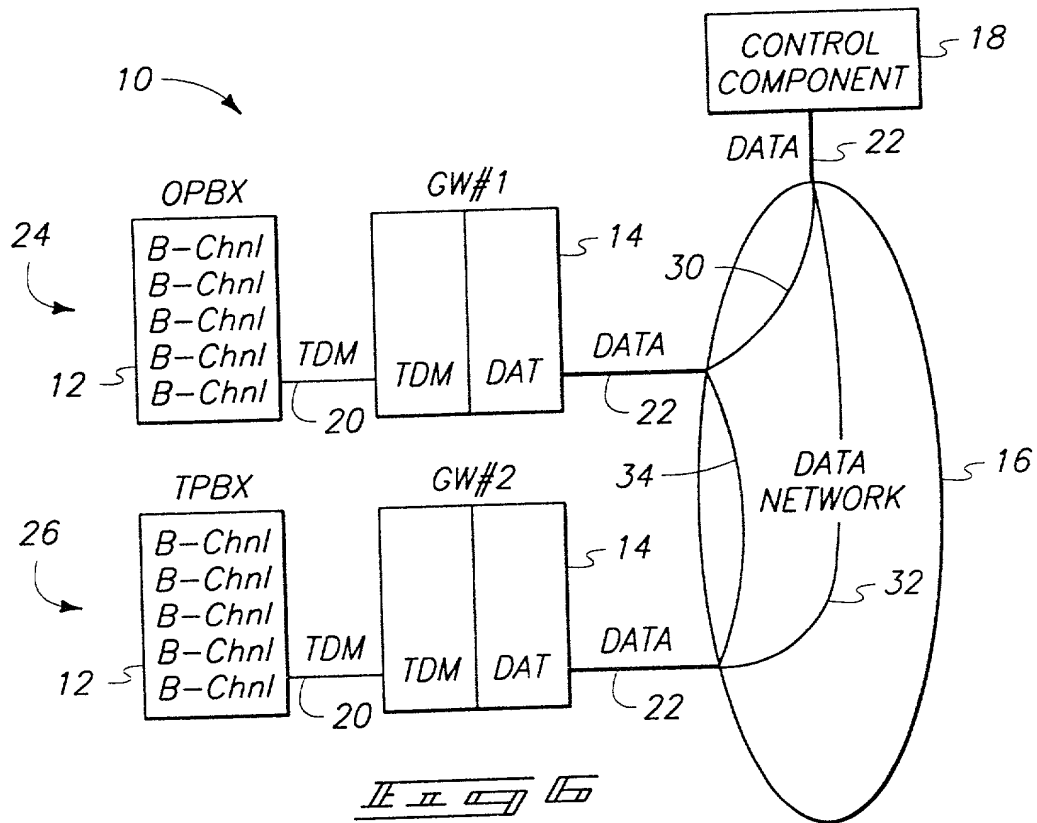 CONTROL
COMPONENT
18
10
DATA
22
OPBX
GW#1
24
B-Chnl
B-Chnl
B-Chnl
B-Chnl
B-Chnl
14
30
12
TDM
TDM
DAT
DATA
20
22
34
DATA
NETWORK
16
TPBX
GW#2
26
B-Chnl
B-Chnl
B-Chnl
B-Chnl
B-Chnl
14
32
12
TDM
TDM
DAT
DATA
20
22
Fig 6